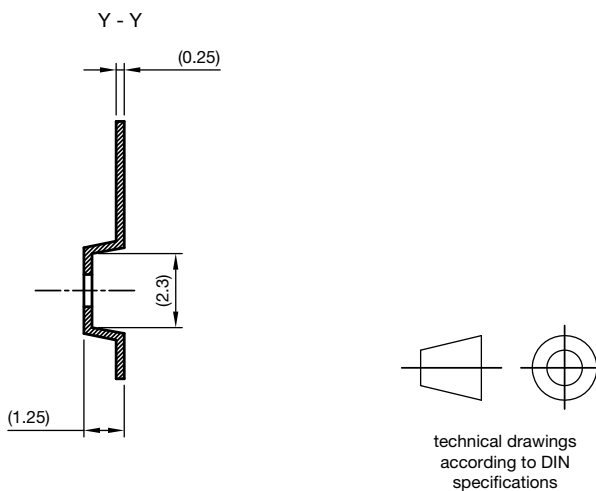 Y - Y
(0.25)
(2.3)
(1.25)
technical drawings
according to DIN
specifications